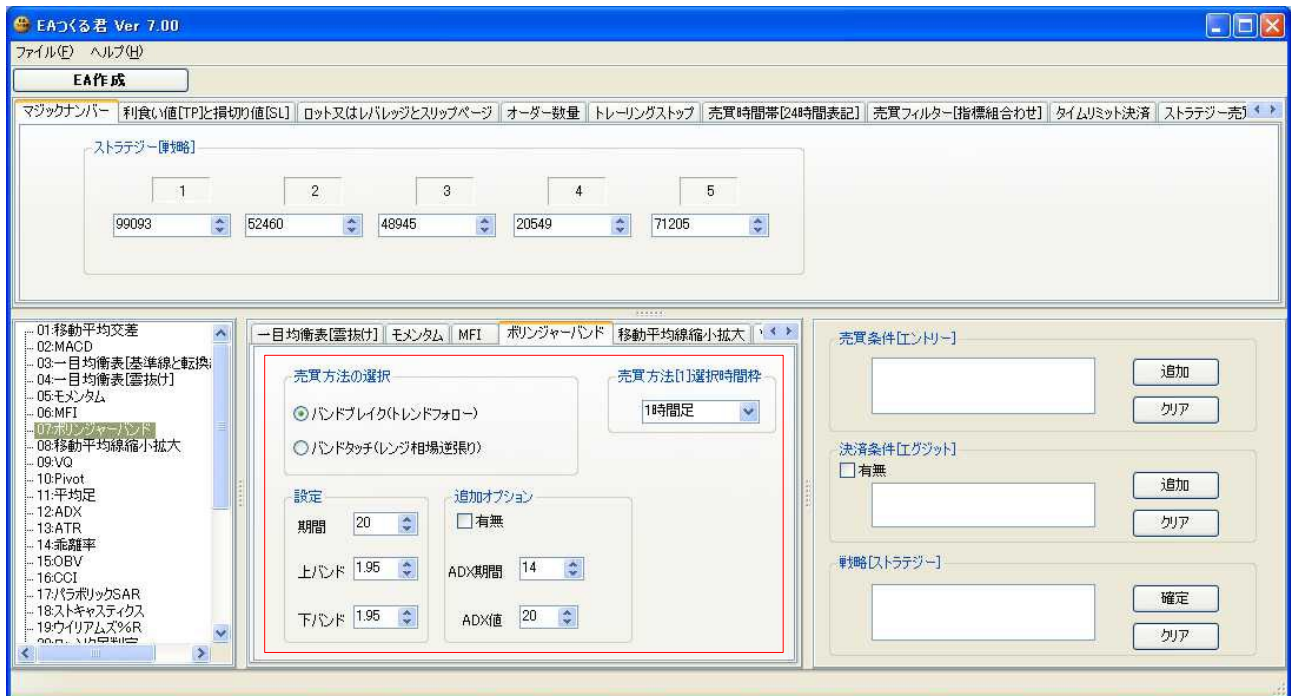 EAつくる君 Ver 7.00
ファイル(F) ヘルプ(H)
EA作成
マジックナンバー 利食い値[TP]と損切り値[SL] ロット又はレバレッジとスリップページ オーダー数量 トレーリングストップ 売買時間帯[24時間表記] 売買フィルター[指標組合わせ] タイムリミット決済 ストラテジー売
ストラテジー[戦略]
1 2 3 4 5
99093 52460 48945 20549 71205
01:移動平均交差
02:MACD
03:一目均衡表[基準線と転換
04:一目均衡表[雲抜け]
05:モメンタム
06:MFI
07:ボリンジャーバンド
08:移動平均線縮小拡大
09:VQ
10:Pivot
11:平均足
12:ADX
13:ATR
14:乖離率
15:OBV
16:CCI
17:パラボリックSAR
18:ストキャスティクス
19:ウイリアムズ%R
一目均衡表[雲抜け] モメンタム MFI ボリンジャーバンド 移動平均線縮小拡大
売買方法の選択
バンドブレイク(トレンドフォロー)
バンドタッチ(レンジ相場逆張り)
売買方法[1]選択時間枠
1時間足
設定
期間 20
上バンド 1.95
下バンド 1.95
追加オプション
有無
ADX期間 14
ADX値 20
売買条件[エントリー]
追加
クリア
決済条件[エグジット]
有無
追加
クリア
戦略[ストラテジー]
確定
クリア